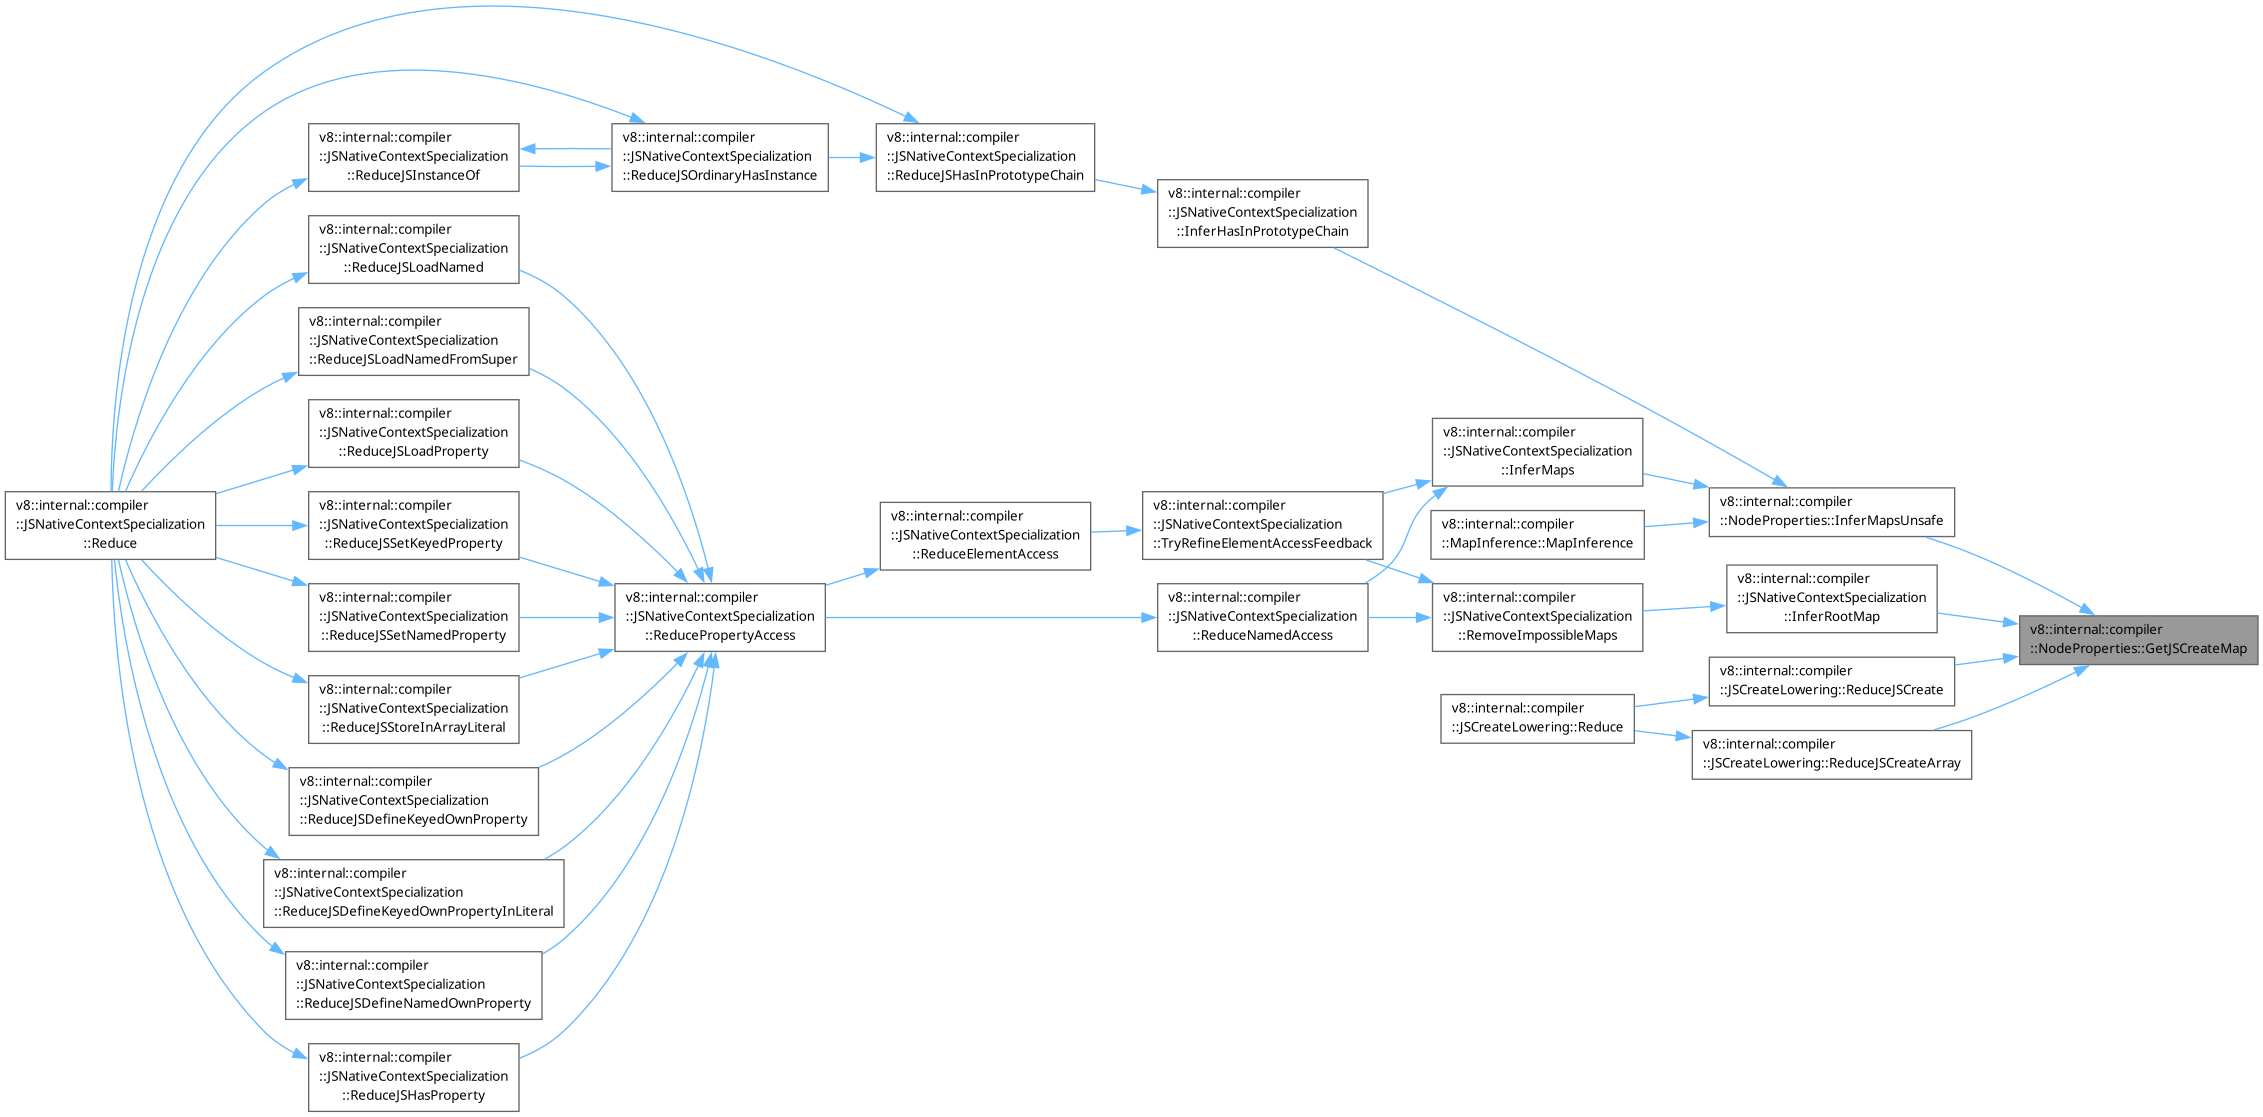 v8::internal::compiler
::JSNativeContextSpecialization
::Reduce
v8::internal::compiler
::JSNativeContextSpecialization
::ReduceJSInstanceOf
v8::internal::compiler
::JSNativeContextSpecialization
::ReduceJSLoadNamed
v8::internal::compiler
::JSNativeContextSpecialization
::ReduceJSLoadNamedFromSuper
v8::internal::compiler
::JSNativeContextSpecialization
::ReduceJSLoadProperty
v8::internal::compiler
::JSNativeContextSpecialization
::ReduceJSSetKeyedProperty
v8::internal::compiler
::JSNativeContextSpecialization
::ReduceJSSetNamedProperty
v8::internal::compiler
::JSNativeContextSpecialization
::ReduceJSStoreInArrayLiteral
v8::internal::compiler
::JSNativeContextSpecialization
::ReduceJSDefineKeyedOwnProperty
v8::internal::compiler
::JSNativeContextSpecialization
::ReduceJSDefineKeyedOwnPropertyInLiteral
v8::internal::compiler
::JSNativeContextSpecialization
::ReduceJSDefineNamedOwnProperty
v8::internal::compiler
::JSNativeContextSpecialization
::ReduceJSHasProperty
v8::internal::compiler
::JSNativeContextSpecialization
::ReduceJSOrdinaryHasInstance
v8::internal::compiler
::JSNativeContextSpecialization
::ReducePropertyAccess
v8::internal::compiler
::JSNativeContextSpecialization
::ReduceJSHasInPrototypeChain
v8::internal::compiler
::JSNativeContextSpecialization
::ReduceElementAccess
v8::internal::compiler
::JSNativeContextSpecialization
::InferHasInPrototypeChain
v8::internal::compiler
::JSNativeContextSpecialization
::TryRefineElementAccessFeedback
v8::internal::compiler
::JSNativeContextSpecialization
::ReduceNamedAccess
v8::internal::compiler
::JSNativeContextSpecialization
::InferMaps
v8::internal::compiler
::MapInference::MapInference
v8::internal::compiler
::JSNativeContextSpecialization
::RemoveImpossibleMaps
v8::internal::compiler
::JSCreateLowering::Reduce
v8::internal::compiler
::NodeProperties::InferMapsUnsafe
v8::internal::compiler
::JSNativeContextSpecialization
::InferRootMap
v8::internal::compiler
::JSCreateLowering::ReduceJSCreate
v8::internal::compiler
::JSCreateLowering::ReduceJSCreateArray
v8::internal::compiler
::NodeProperties::GetJSCreateMap